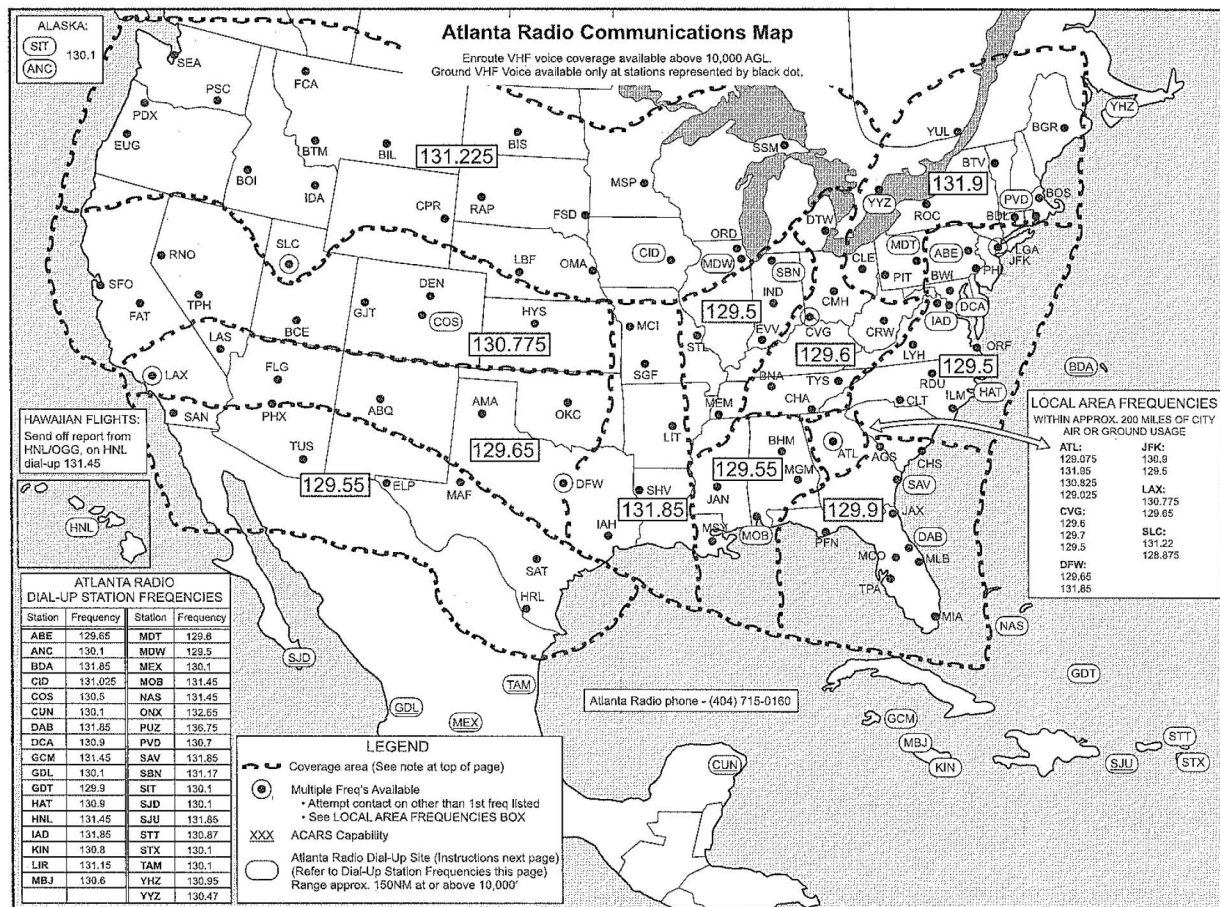 Atlanta Radio Communications Map
Enroute VHF voice coverage available above 10,000 AGL.
Ground VHF Voice available only at stations represented by black dot.
ALASKA:
SIT
ANC
130.1
SEA
PSC
PDX
EUG
FCA
BTM
BIL
BOI
IDA
131.225
BIS
MSP
SSM
YUL
BGR
YHZ
BTV
131.9
YYZ
ROC
PVD
BOS
BDL
CPR
RAP
FSD
DTW
ORD
MDW
SBN
CID
CLE
MDT
PIT
ABE
LGA
JFK
BWI
DCA
IAD
SLC
RNO
SFO
FAT
TPH
LAS
BCE
GJT
DEN
COS
LBF
OMA
HYS
130.775
MCI
SGF
STL
129.5
IND
EVV
CMH
CVG
CRW
129.6
LYH
ORF
129.5
RDU
HAT
ILM
CLT
BDA
LAX
SAN
FLG
PHX
TUS
ABQ
AMA
OKC
129.65
129.55
ELP
MAF
DFW
LIT
MEM
BNA
TYS
CHA
BHM
ATL
AGS
CHS
SAV
129.55
MGM
JAN
SHV
131.85
IAH
MSY
MOB
129.9
PFN
JAX
DAB
MCO
MLB
TPA
MIA
NAS
SAT
HRL
HAWAIIAN FLIGHTS:
Send off report from
HNL/OGG, on HNL
dial-up 131.45
HNL
LOCAL AREA FREQUENCIES
WITHIN APPROX. 200 MILES OF CITY
AIR OR GROUND USAGE
ATL:
129.075
131.85
130.825
129.025
CVG:
129.6
129.7
129.5
DFW:
129.65
131.85
JFK:
130.9
129.5
LAX:
130.775
129.65
SLC:
131.22
128.875
ATLANTA RADIO
DIAL-UP STATION FREQENCIES
Station Frequency Station Frequency
ABE 129.65 MDT 129.6
ANC 130.1 MDW 129.5
BDA 131.85 MEX 130.1
CID 131.025 MOB 131.45
COS 130.5 NAS 131.45
CUN 130.1 ONX 132.65
DAB 131.85 PUZ 136.75
DCA 130.9 PVD 130.7
GCM 131.45 SAV 131.85
GDL 130.1 SBN 131.17
GDT 129.9 SIT 130.1
HAT 130.9 SJD 130.1
HNL 131.45 SJU 131.85
IAD 131.85 STT 130.87
KIN 130.8 STX 130.1
LIR 131.15 TAM 130.1
MBJ 130.6 YHZ 130.95
YYZ 130.47
SJD
GDL
MEX
TAM
CUN
GDT
GCM
MBJ
KIN
SJU
STT
STX
Atlanta Radio phone - (404) 715-0160
LEGEND
Coverage area (See note at top of page)
Multiple Freq's Available
• Attempt contact on other than 1st freq listed
• See LOCAL AREA FREQUENCIES BOX
XXX ACARS Capability
Atlanta Radio Dial-Up Site (Instructions next page)
(Refer to Dial-Up Station Frequencies this page)
Range approx. 150NM at or above 10,000'